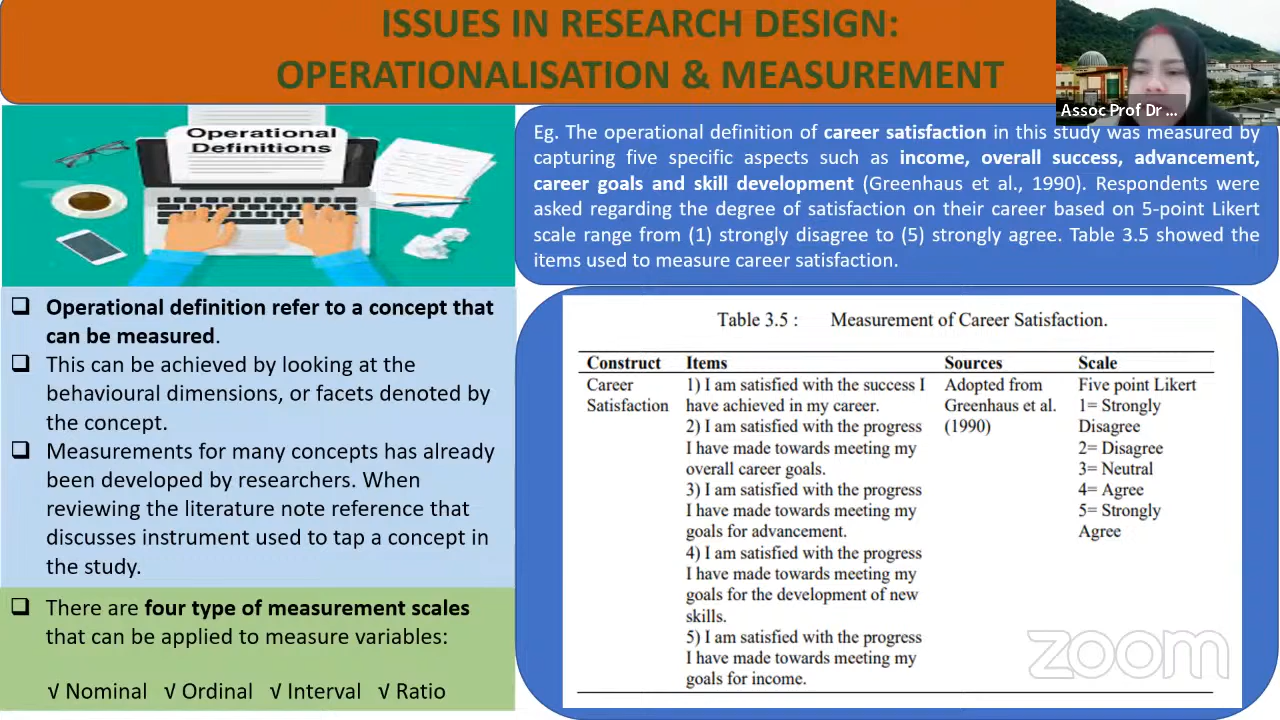 ISSUES IN RESEARCH DESIGN:
OPERATIONALISATION & MEASUREMENT
Assoc Prof Dr ...
Operational
Definitions
Eg. The operational definition of career satisfaction in this study was measured by
capturing five specific aspects such as income, overall success, advancement,
career goals and skill development (Greenhaus et al., 1990). Respondents were
asked regarding the degree of satisfaction on their career based on 5-point Likert
scale range from (1) strongly disagree to (5) strongly agree. Table 3.5 showed the
items used to measure career satisfaction.
❑ Operational definition refer to a concept that
can be measured.
❑ This can be achieved by looking at the
behavioural dimensions, or facets denoted by
the concept.
❑ Measurements for many concepts has already
been developed by researchers. When
reviewing the literature note reference that
discusses instrument used to tap a concept in
the study.
❑ There are four type of measurement scales
that can be applied to measure variables:
√ Nominal √ Ordinal √ Interval √ Ratio
Table 3.5 : Measurement of Career Satisfaction.
Construct Items Sources Scale
Career 1) I am satisfied with the success I Adopted from Five point Likert
Satisfaction have achieved in my career. Greenhaus et al. 1= Strongly
2) I am satisfied with the progress (1990) Disagree
I have made towards meeting my 2= Disagree
overall career goals. 3= Neutral
3) I am satisfied with the progress 4= Agree
I have made towards meeting my 5= Strongly
goals for advancement. Agree
4) I am satisfied with the progress
I have made towards meeting my
goals for the development of new
skills.
5) I am satisfied with the progress
I have made towards meeting my
goals for income.
zoom